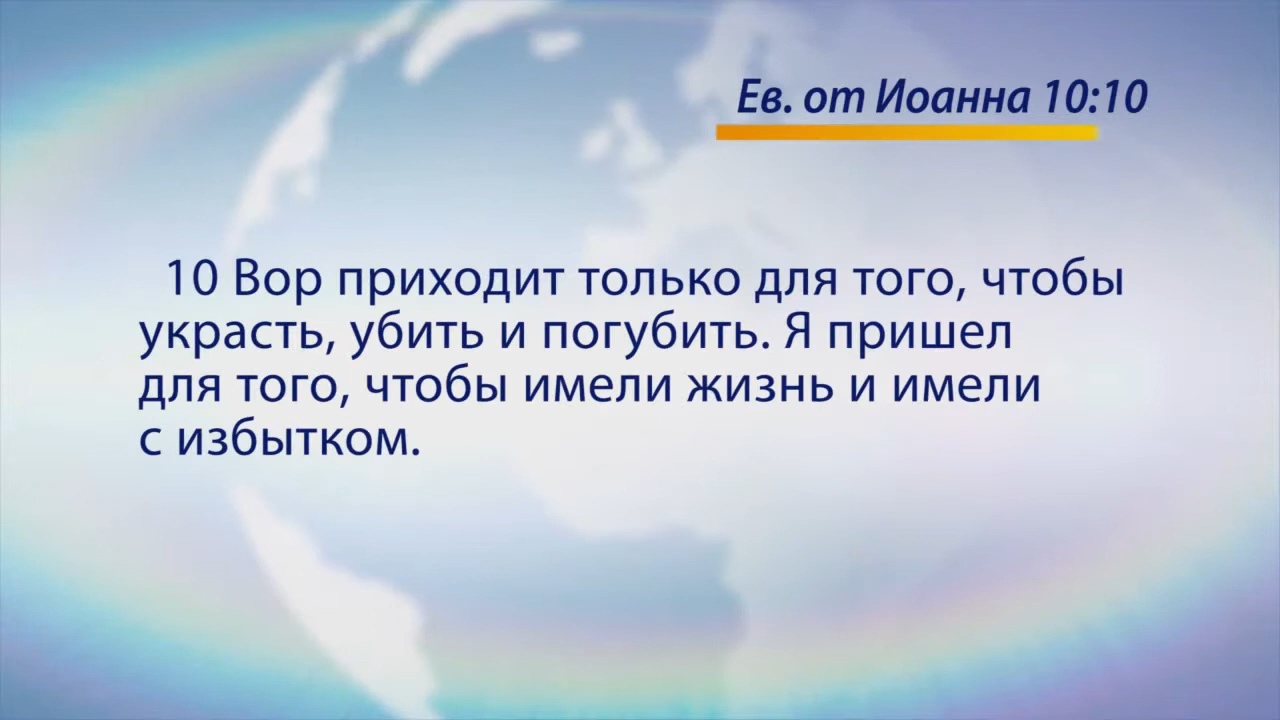 Ев. от Иоанна 10:10
10 Вор приходит только для того, чтобы
украсть, убить и погубить. Я пришел
для того, чтобы имели жизнь и имели
с избытком.